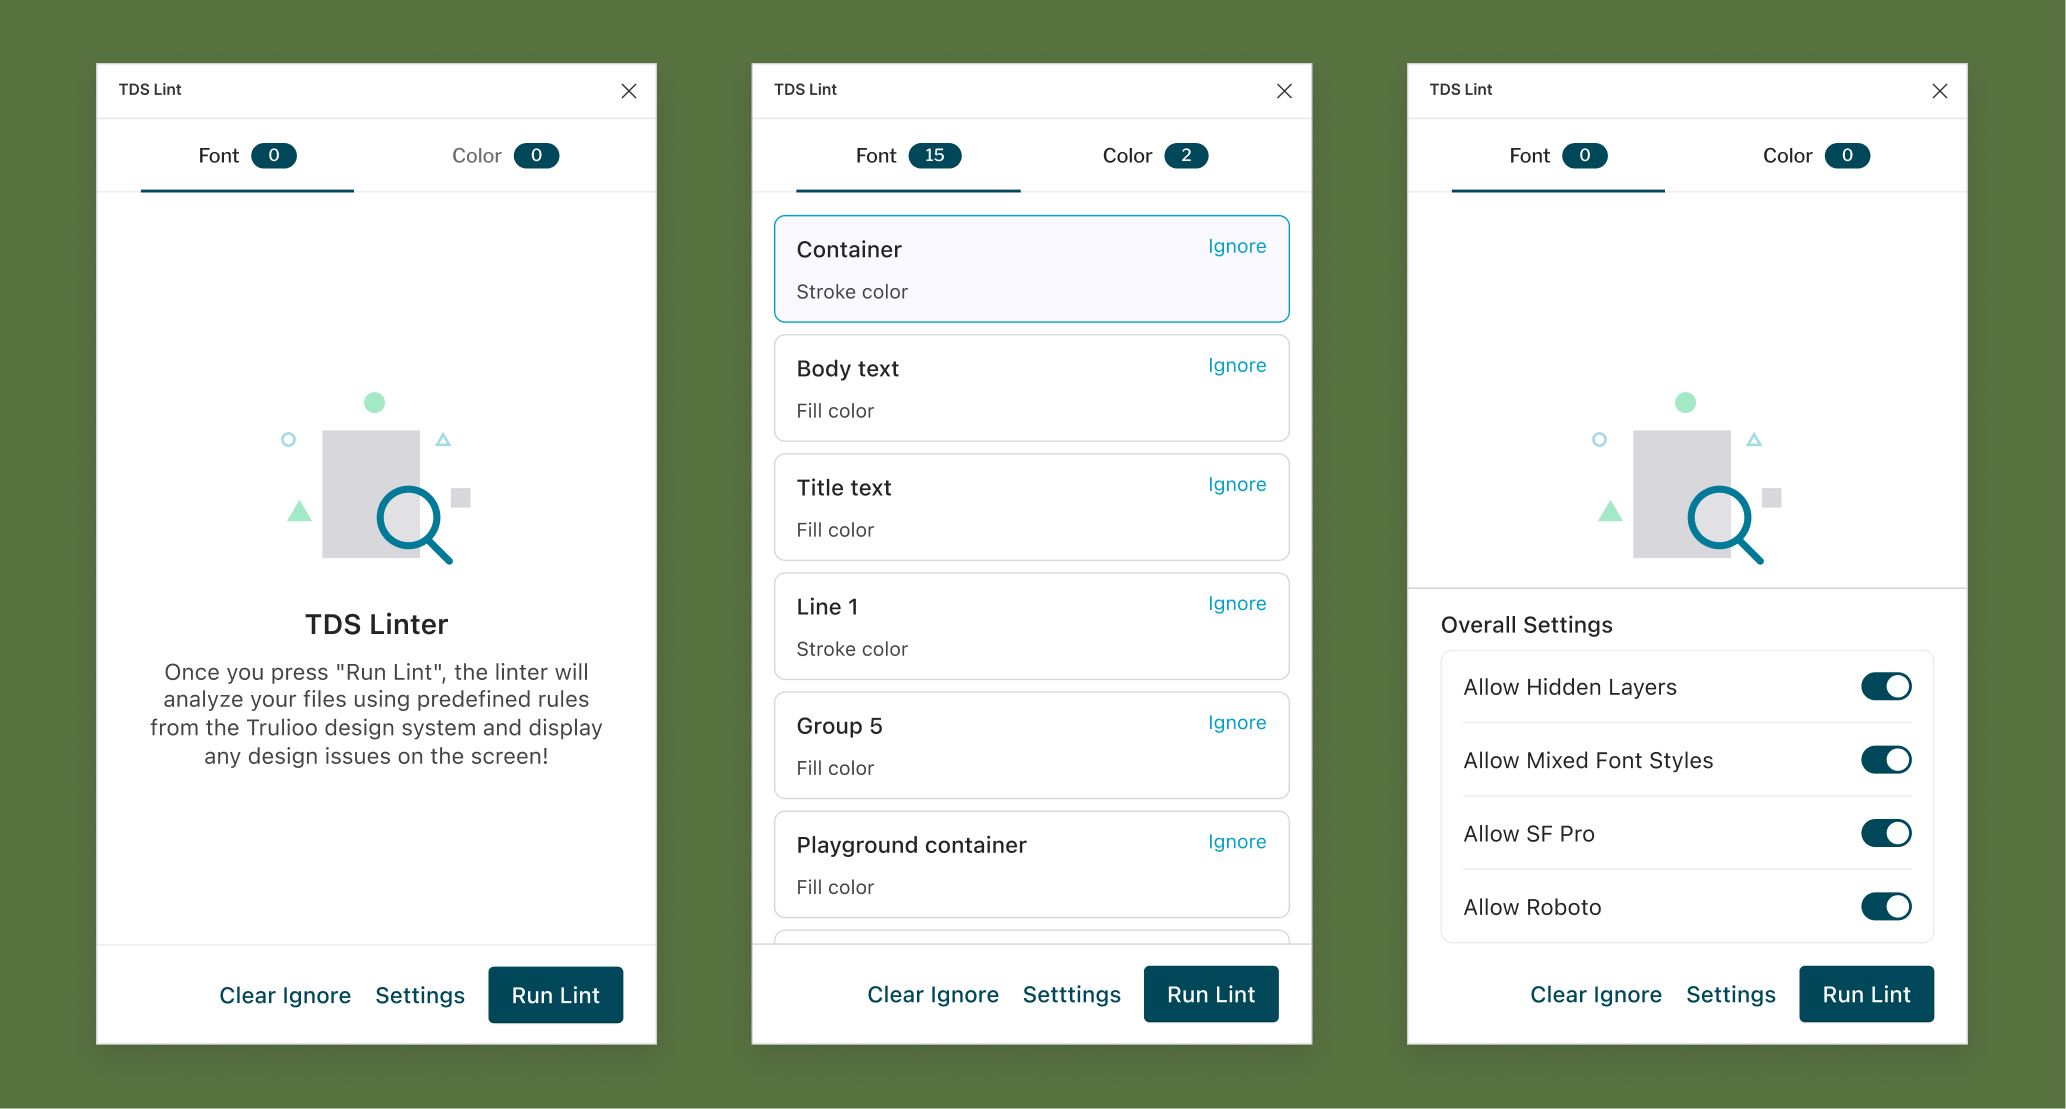 TDS Lint
Font 0 Color 0
TDS Linter
Once you press "Run Lint", the linter will
analyze your files using predefined rules
from the Trulioo design system and display
any design issues on the screen!
Clear Ignore Settings Run Lint
TDS Lint
Font 15 Color 2
Container Ignore
Stroke color
Body text Ignore
Fill color
Title text Ignore
Fill color
Line 1 Ignore
Stroke color
Group 5 Ignore
Fill color
Playground container Ignore
Fill color
Clear Ignore Setttings Run Lint
TDS Lint
Font 0 Color 0
Overall Settings
Allow Hidden Layers
Allow Mixed Font Styles
Allow SF Pro
Allow Roboto
Clear Ignore Settings Run Lint